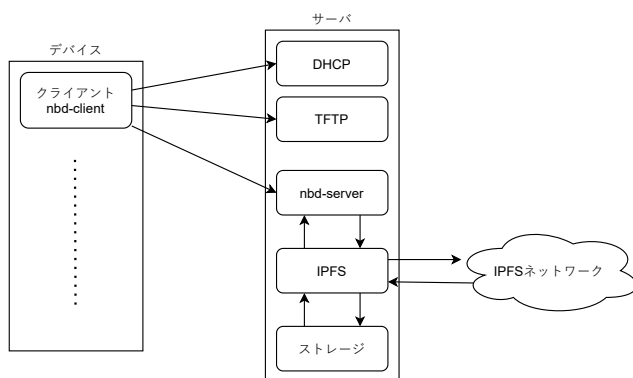 サーバ
デバイス
クライアント
nbd-client
DHCP
TFTP
nbd-server
IPFS
IPFSネットワーク
ストレージ